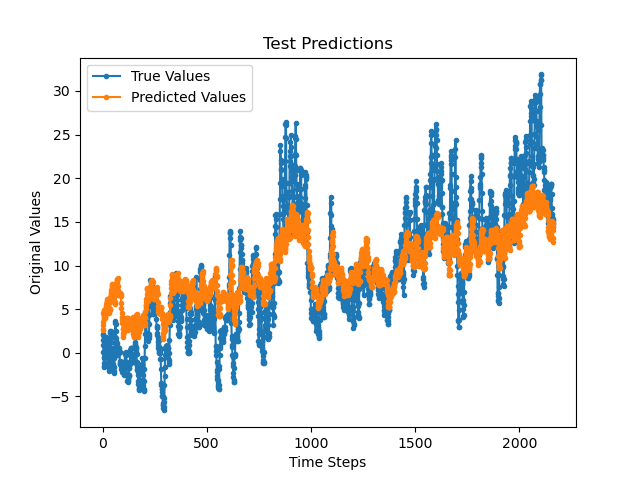 Test Predictions
True Values
Predicted Values
Original Values
30
25
20
15
10
5
0
−5
0
500
1000
1500
2000
Time Steps